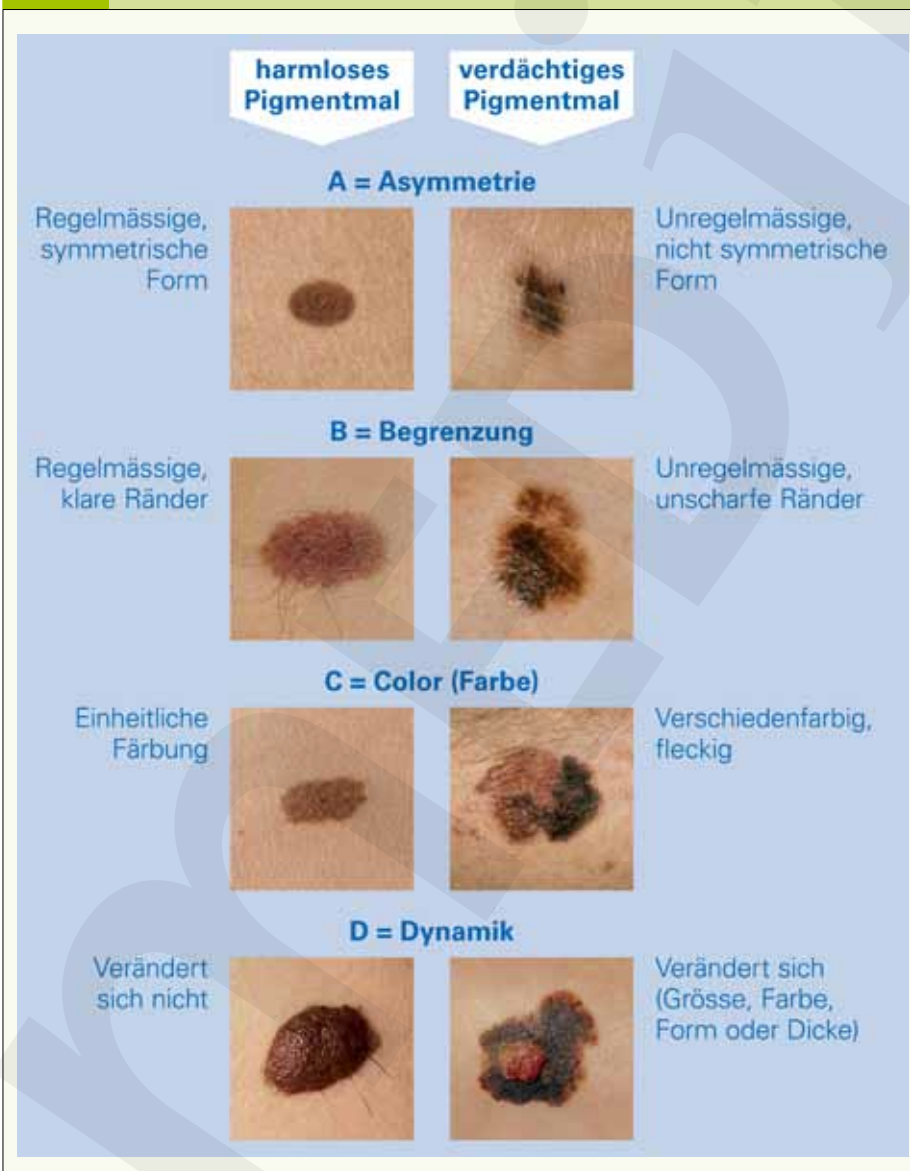 harmloses
Pigmentmal
verdächtiges
Pigmentmal
A = Asymmetrie
Regelmässige,
symmetrische
Form
Unregelmässige,
nicht symmetrische
Form
B = Begrenzung
Regelmässige,
klare Ränder
Unregelmässige,
unscharfe Ränder
C = Color (Farbe)
Einheitliche
Färbung
Verschiedenfarbig,
fleckig
D = Dynamik
Verändert
sich nicht
Verändert sich
(Grösse, Farbe,
Form oder Dicke)